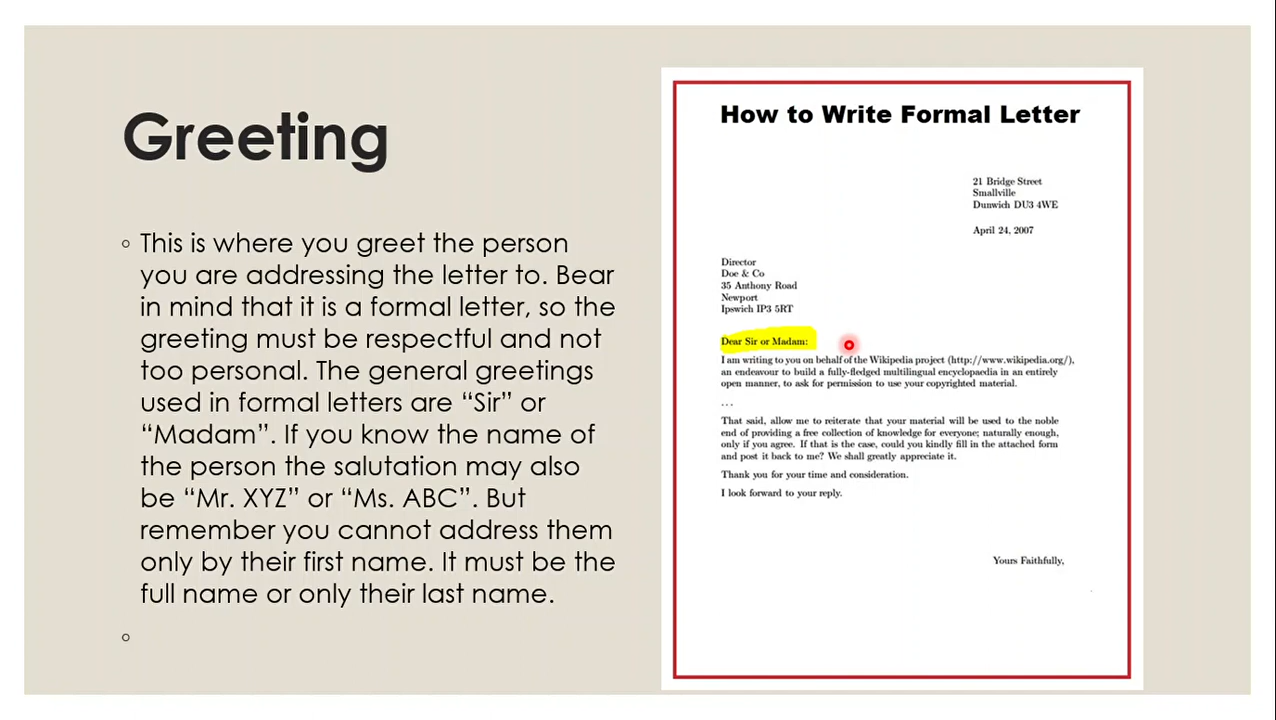 Greeting
This is where you greet the person
you are addressing the letter to. Bear
in mind that it is a formal letter, so the
greeting must be respectful and not
too personal. The general greetings
used in formal letters are “Sir” or
“Madam”. If you know the name of
the person the salutation may also
be “Mr. XYZ” or “Ms. ABC”. But
remember you cannot address them
only by their first name. It must be the
full name or only their last name.
How to Write Formal Letter
21 Bridge Street
Smallville
Dunwich DU3 4WE
April 24, 2007
Director
Doe & Co
35 Anthony Road
Newport
Ipswich IP3 5RT
Dear Sir or Madam:
I am writing to you on behalf of the Wikipedia project (http://www.wikipedia.org/),
an endeavour to build a fully-fledged multilingual encyclopaedia in an entirely
open manner, to ask for permission to use your copyrighted material.
...
That said, allow me to reiterate that your material will be used to the noble
end of providing a free collection of knowledge for everyone; naturally enough,
only if you agree. If that is the case, could you kindly fill in the attached form
and post it back to me? We shall greatly appreciate it.
Thank you for your time and consideration.
I look forward to your reply.
Yours Faithfully,